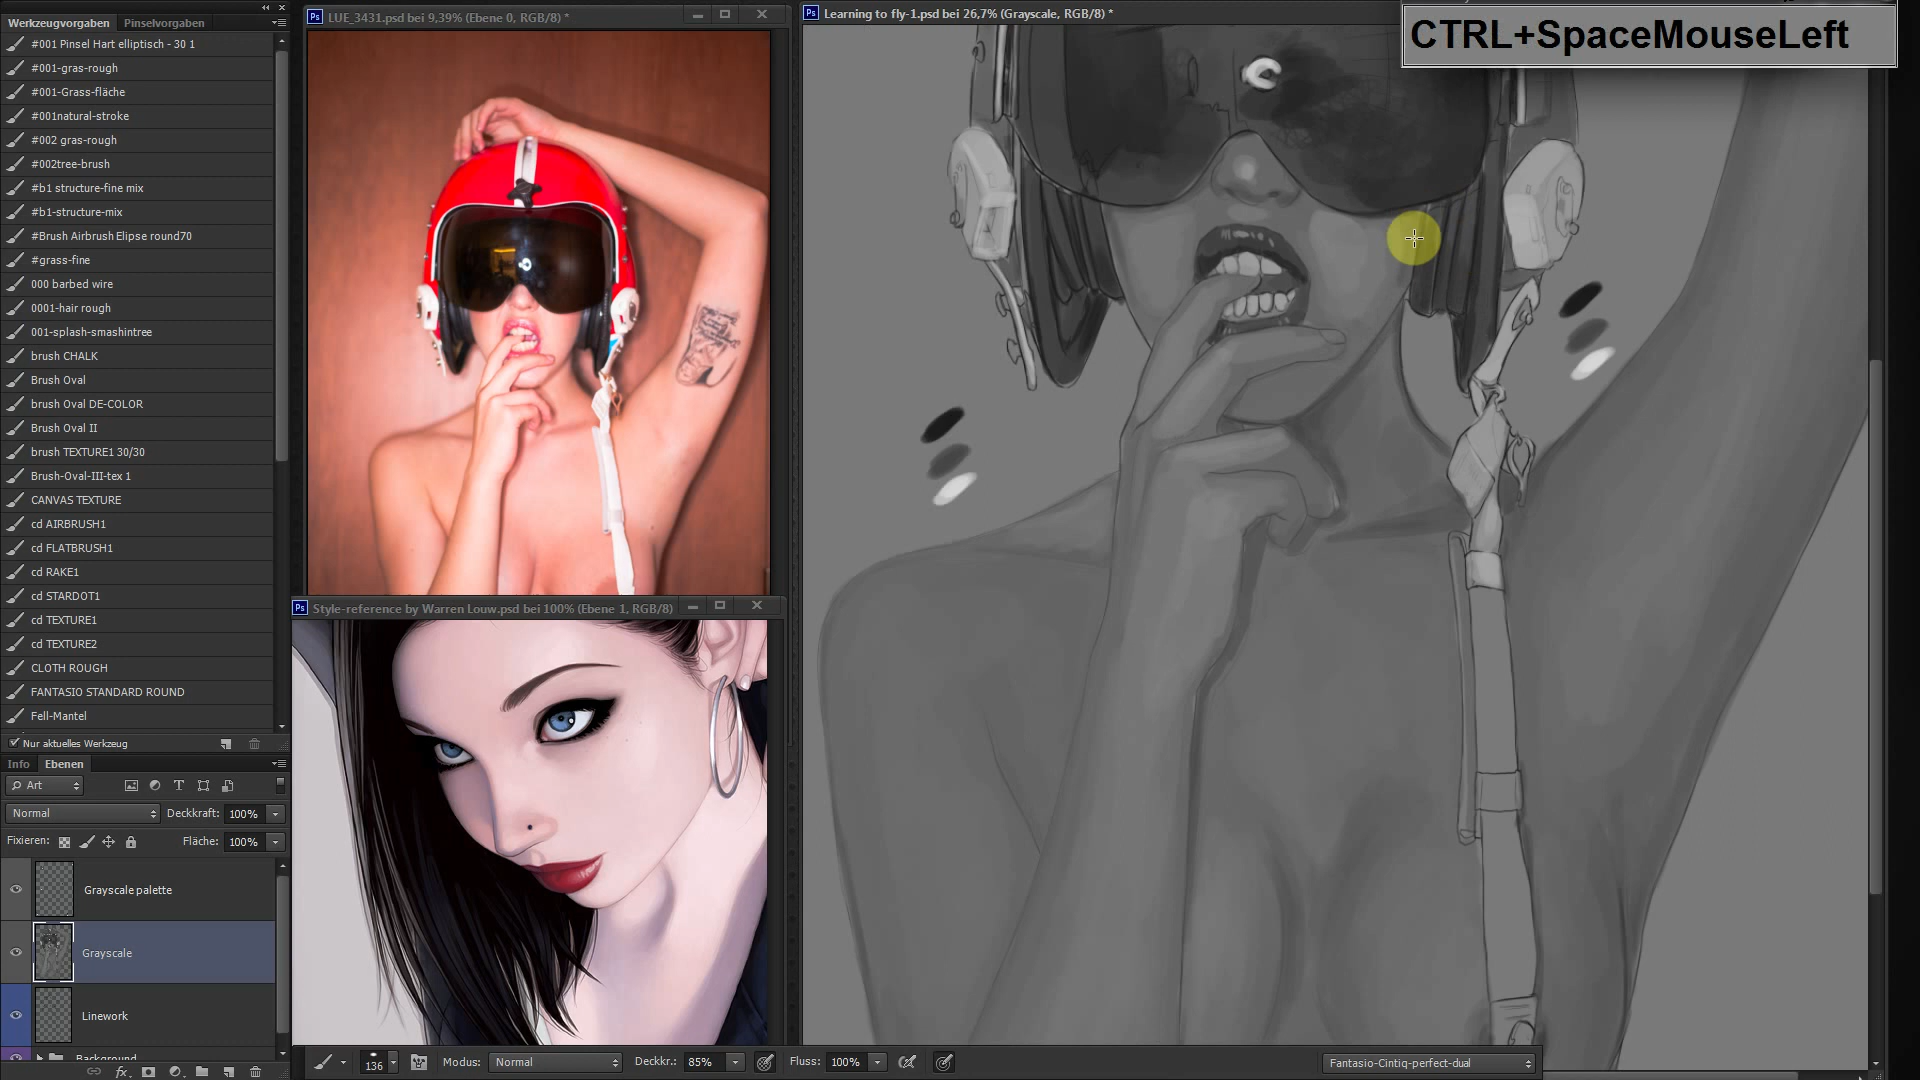 Werkzeugvorgaben
Pinselvorgaben
#001 Pinsel Hart elliptisch - 30 1
#001-gras-rough
#001-Grass-fläche
#001natural-stroke
#002 gras-rough
#002tree-brush
#b1 structure-fine mix
#b1-structure-mix
#Brush Airbrush Elipse round70
#grass-fine
000 barbed wire
0001-hair rough
001-splash-smashintree
brush CHALK
Brush Oval
brush Oval DE-COLOR
Brush Oval II
brush TEXTURE1 30/30
Brush-Oval-III-tex 1
CANVAS TEXTURE
cd AIRBRUSH1
cd FLATBRUSH1
cd RAKE1
cd STARDOT1
cd TEXTURE1
cd TEXTURE2
CLOTH ROUGH
FANTASIO STANDARD ROUND
Fell-Mantel
Nur aktuelles Werkzeug
Info
Ebenen
Art
Normal
Deckkraft: 100%
Fixieren:
Fläche: 100%
Grayscale palette
Grayscale
Linework
Background
fx
Ps LUE_3431.psd bei 9,39% (Ebene 0, RGB/8) *
Ps Style-reference by Warren Louw.psd bei 100% (Ebene 1, RGB/8)
Ps Learning to fly-1.psd bei 26,7% (Grayscale, RGB/8) *
CTRL+SpaceMouseLeft
136
Modus: Normal
Deckkr.: 85%
Fluss: 100%
Fantasio-Cintiq-perfect-dual